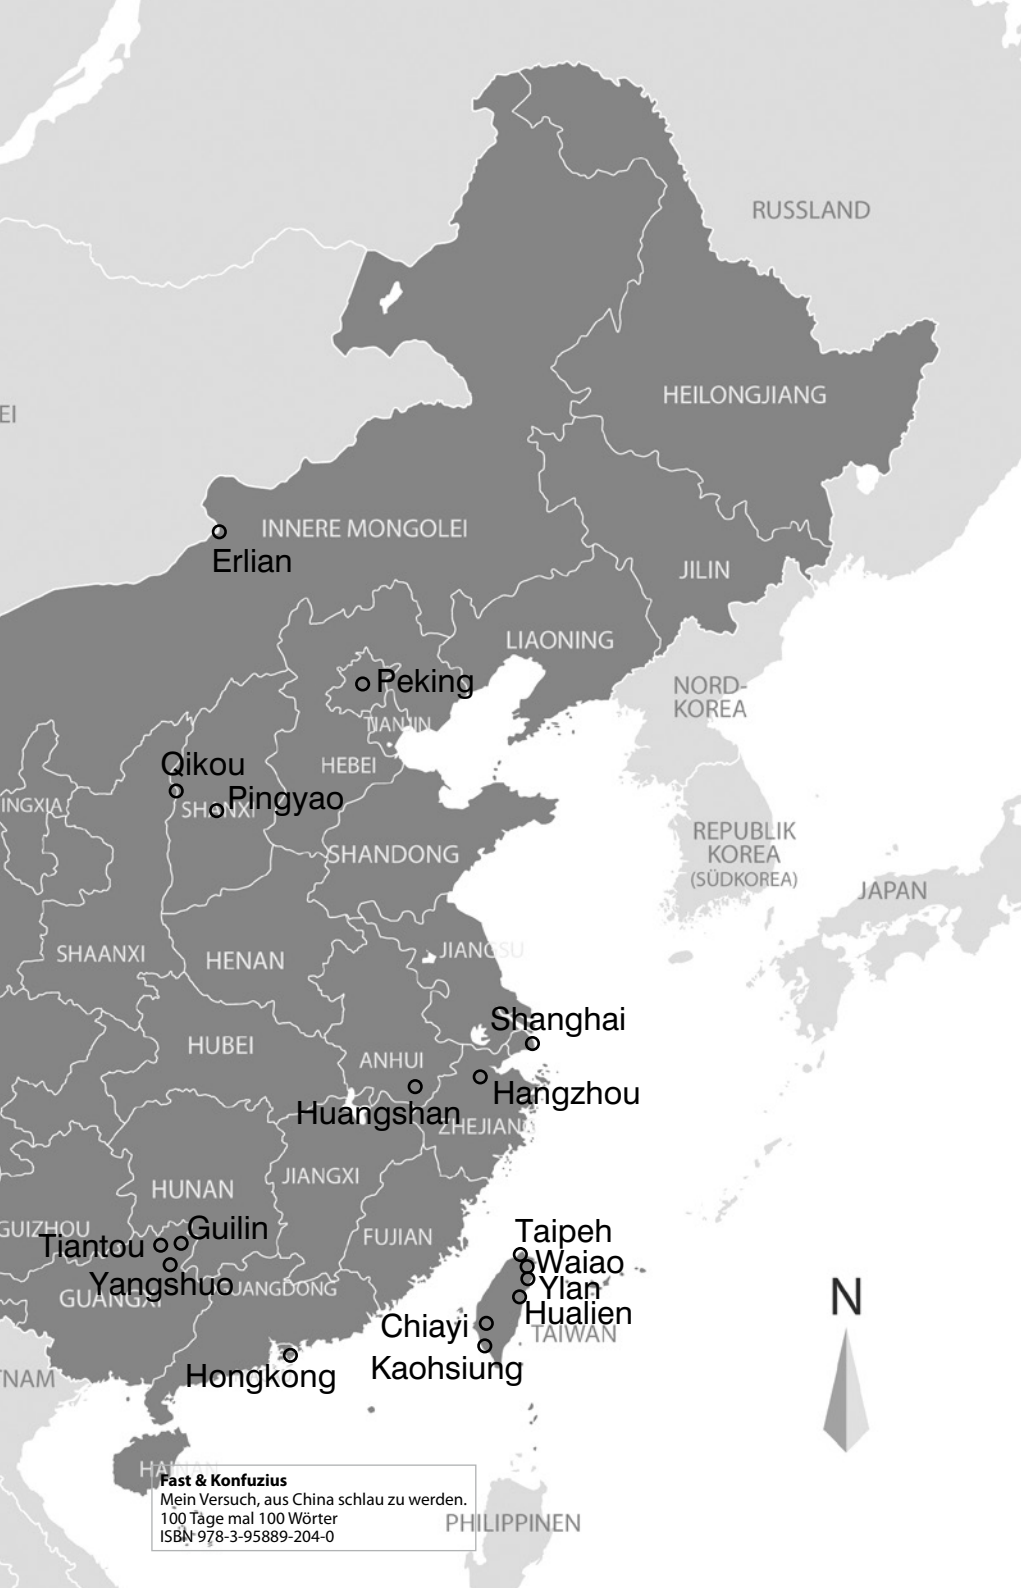 RUSSLAND
HEILONGJIANG
EI
INNERE MONGOLEI
Erlian
JILIN
LIAONING
Peking
NORD-
KOREA
TIANJIN
HEBEI
Qikou
Pingyao
INGXIA
SHANXI
REPUBLIK
KOREA
(SÜDKOREA)
SHANDONG
JAPAN
SHAANXI
HENAN
JIANGSU
Shanghai
HUBEI
ANHUI
Hangzhou
Huangshan
ZHEJIANG
JIANGXI
HUNAN
GUIZHOU
Guilin
Tiantou
FUJIAN
Taipeh
Waiao
Yangshuo
Ylan
GUANGXI
GUANGDONG
Hualien
Chiayi
TAIWAN
N
Kaohsiung
Hongkong
TNAM
HAINAN
Fast & Konfuzius
Mein Versuch, aus China schlau zu werden.
100 Tage mal 100 Wörter
ISBN 978-3-95889-204-0
PHILIPPINEN